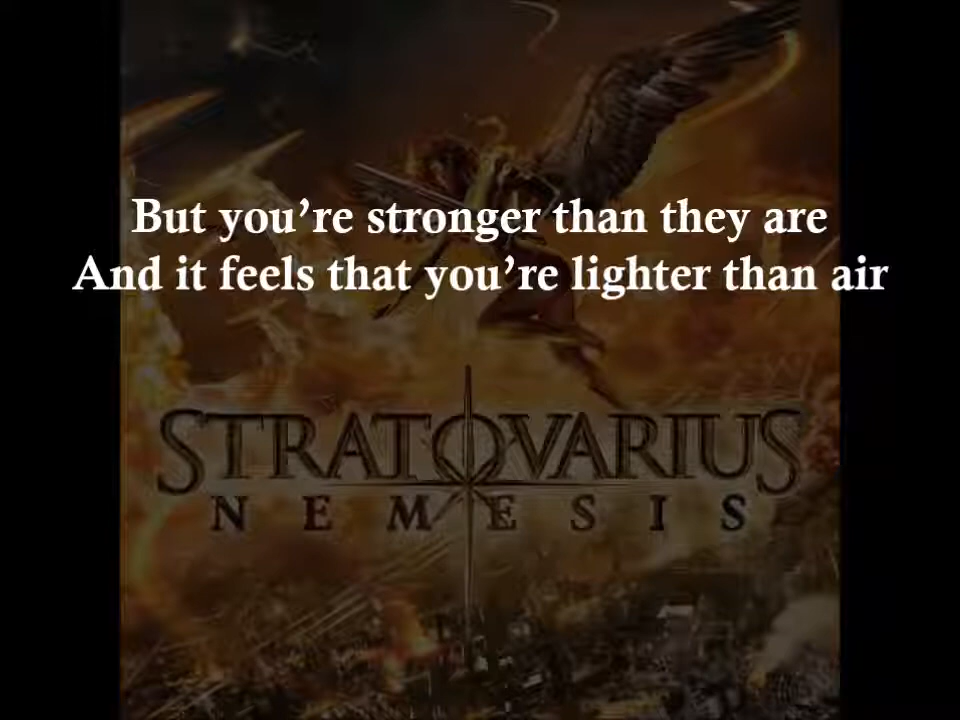 But you’re stronger than they are
And it feels that you’re lighter than air
STRATOVARIUS
NEMESIS